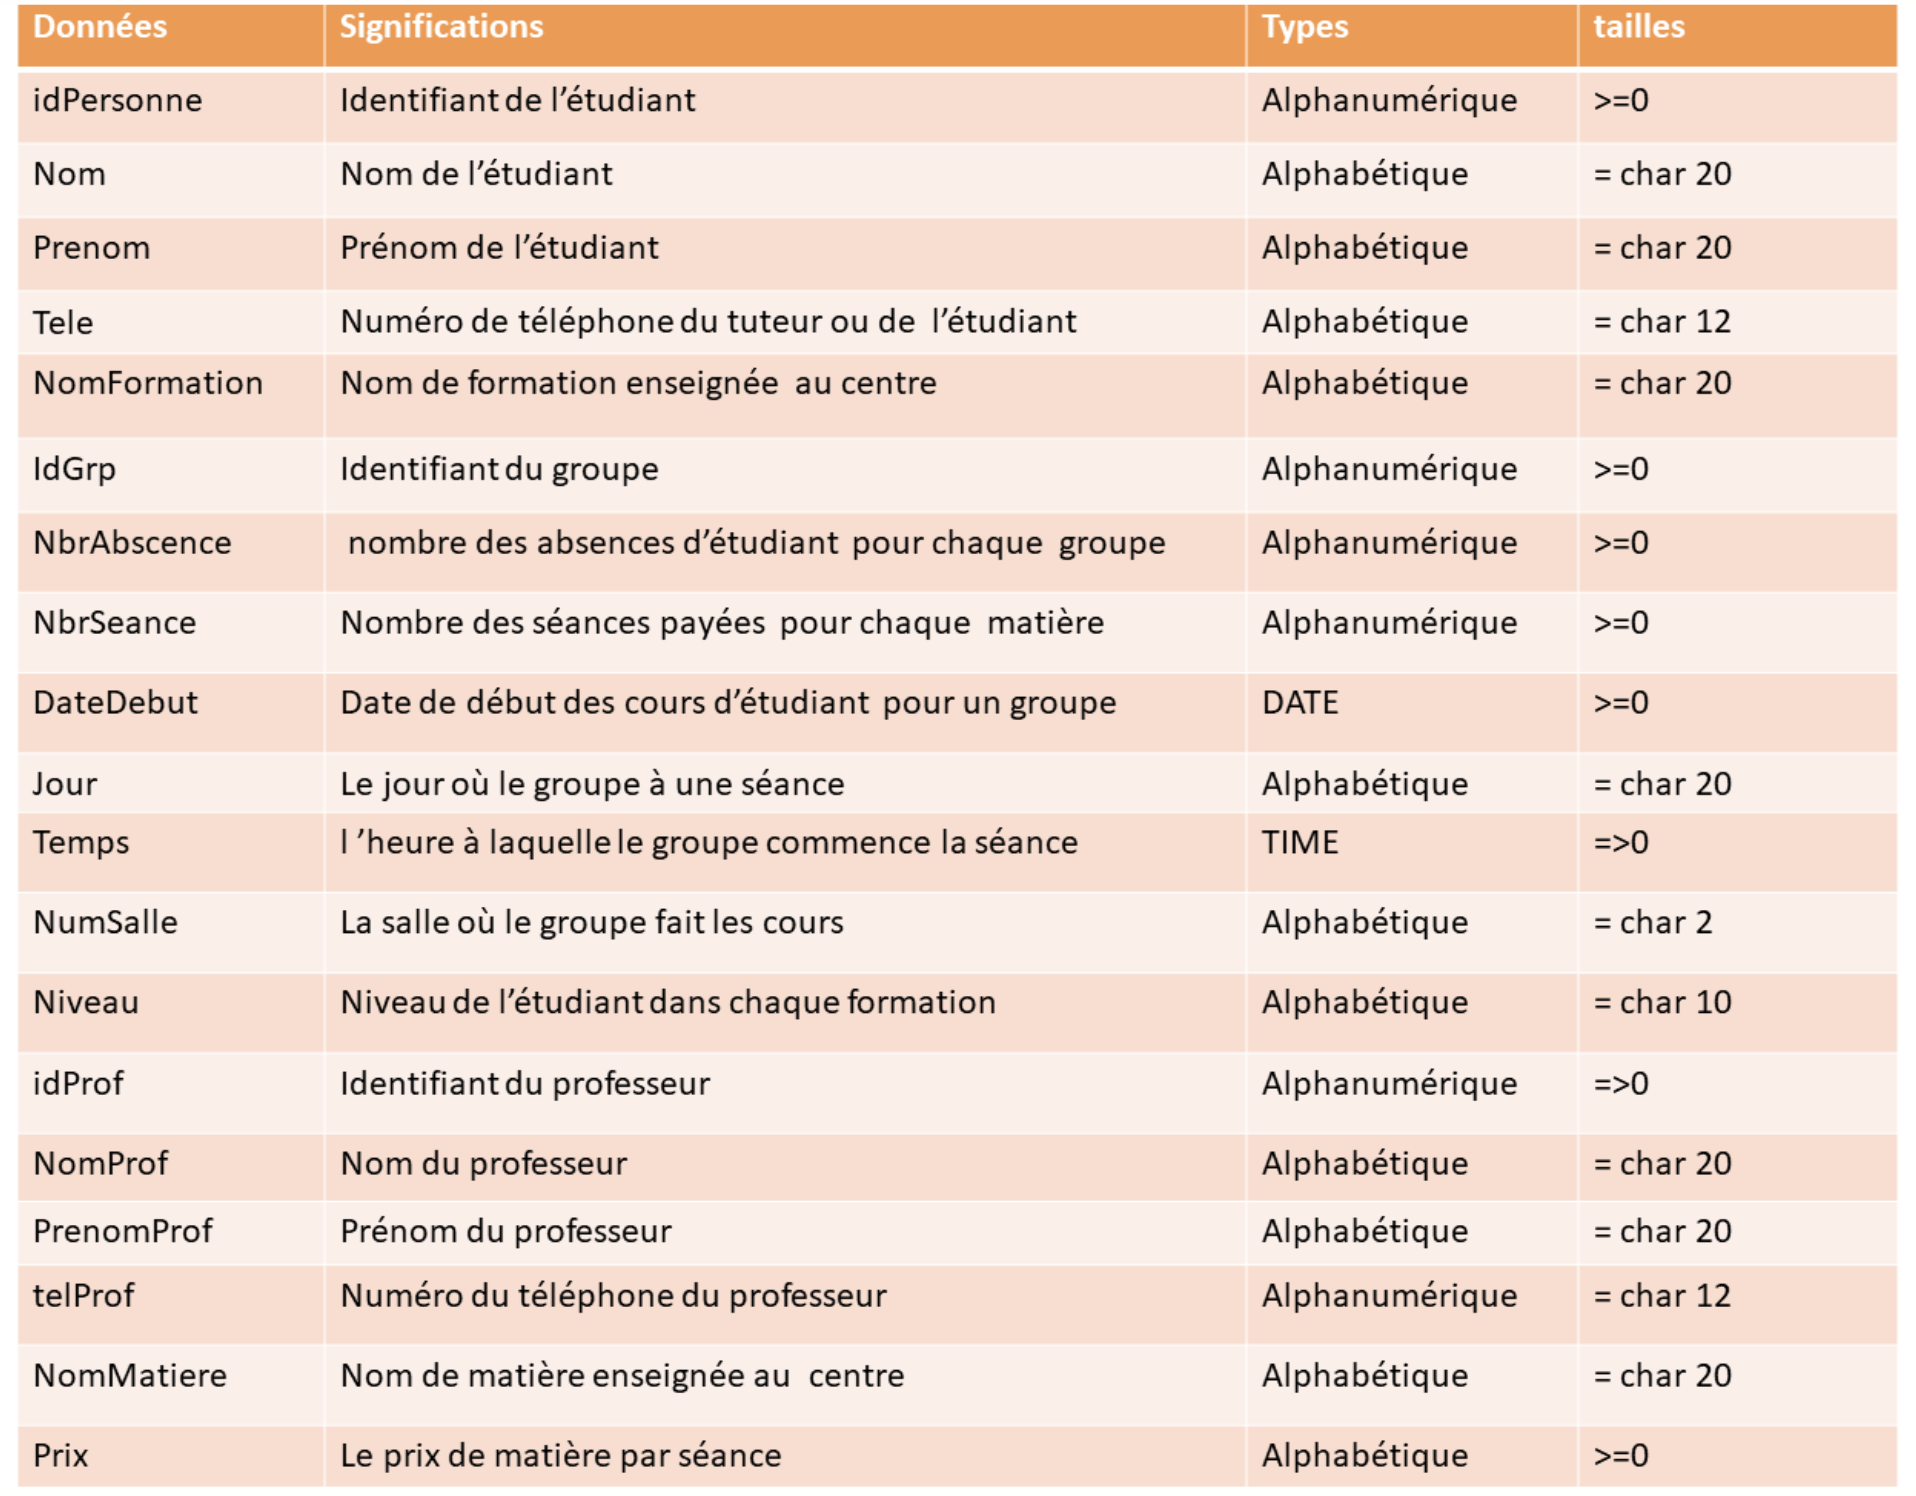 Données Significations Types tailles
idPersonne Identifiant de l’étudiant Alphanumérique >=0
Nom Nom de l’étudiant Alphabétique = char 20
Prenom Prénom de l’étudiant Alphabétique = char 20
Tele Numéro de téléphone du tuteur ou de l’étudiant Alphabétique = char 12
NomFormation Nom de formation enseignée au centre Alphabétique = char 20
IdGrp Identifiant du groupe Alphanumérique >=0
NbrAbscence nombre des absences d’étudiant pour chaque groupe Alphanumérique >=0
NbrSeance Nombre des séances payées pour chaque matière Alphanumérique >=0
DateDebut Date de début des cours d’étudiant pour un groupe DATE >=0
Jour Le jour où le groupe à une séance Alphabétique = char 20
Temps l ’heure à laquelle le groupe commence la séance TIME =>0
NumSalle La salle où le groupe fait les cours Alphabétique = char 2
Niveau Niveau de l’étudiant dans chaque formation Alphabétique = char 10
idProf Identifiant du professeur Alphanumérique =>0
NomProf Nom du professeur Alphabétique = char 20
PrenomProf Prénom du professeur Alphabétique = char 20
telProf Numéro du téléphone du professeur Alphanumérique = char 12
NomMatiere Nom de matière enseignée au centre Alphabétique = char 20
Prix Le prix de matière par séance Alphabétique >=0